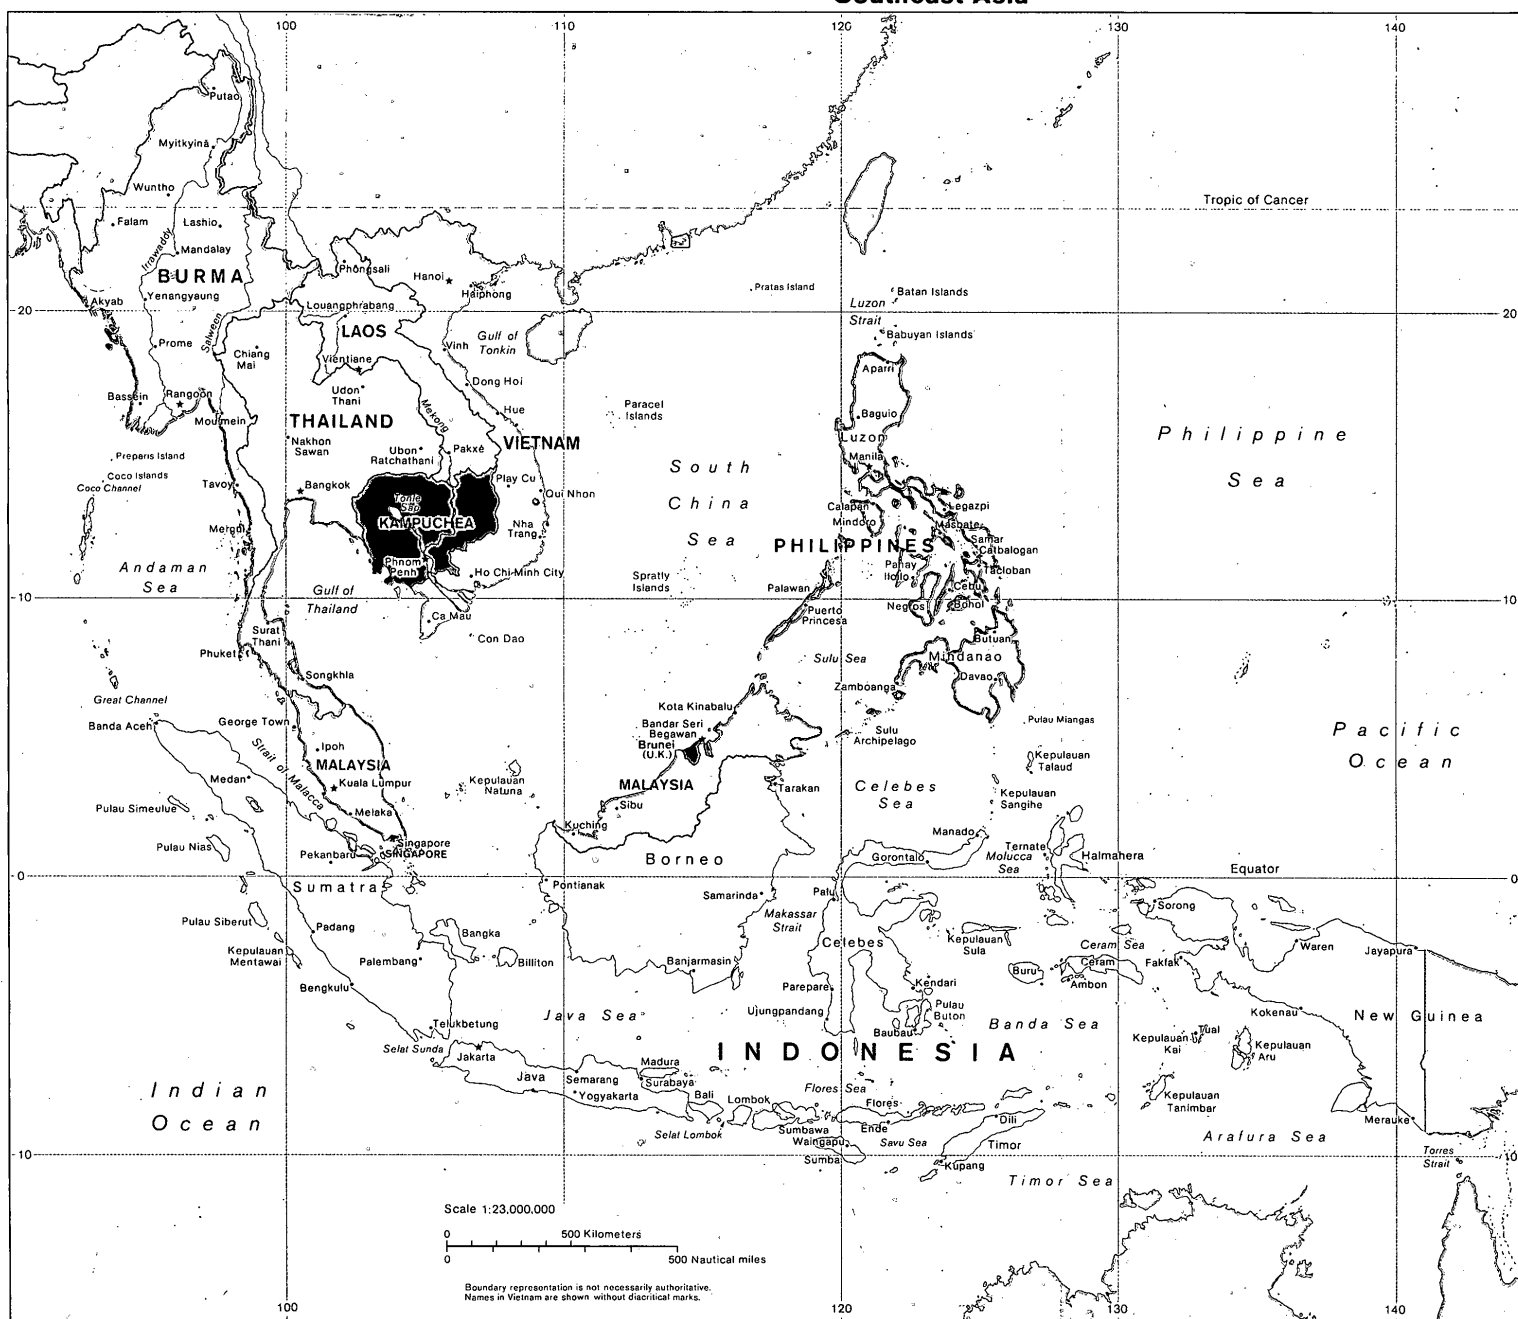 Southeast Asia
100
110
120
130
140
Putao
Myitkyinā
Wuntho
Falam
Lashio
Tropic of Cancer
Irrawaddy
Mandalay
BURMA
Phôngsali
Hanoi
Haiphong
Akyab
Yenangyaung
Louangphrabang
Pratas Island
Batan Islands
Luzon
Strait
20
20
Salween
LAOS
Gulf of
Tonkin
Babuyan Islands
Prome
Chiang
Mai
Vinh
Vientiane
Aparri
Udon
Thani
Dong Hoi
Bassein
Rangoon
Mekong
Paracel
Islands
Hue
Baguio
Moulmein
THAILAND
VIETNAM
Luzon
Philippine
Sea
Nakhon
Sawan
Ubon
Ratchathani
Pakxé
Manila
Preparis Island
Coco Islands
Coco Channel
South
China
Sea
Tavoy
Bangkok
Play Cu
Qui Nhon
Tonle
Sap
KAMPUCHEA
Legazpi
Calapan
Mindoro
Masbate
Mergui
Nha
Trang
PHILIPPINES
Samar
Catbalogan
Phnom
Penh
Ho Chi Minh City
Panay
Iloilo
Tacloban
Andaman
Sea
Gulf of
Thailand
Spratly
Islands
Palawan
Cebu
10
10
Ca Mau
Puerto
Princesa
Negros
Bohol
Surat
Thani
Con Dao
Butuan
Phuket
Sulu Sea
Mindanao
Songkhla
Davao
Zamboanga
Great Channel
Kota Kinabalu
Banda Aceh
George Town
Bandar Seri
Begawan
Brunei
(U.K.)
Sulu
Archipelago
Pulau Miangas
Pacific
Ocean
Ipoh
MALAYSIA
Strait of Malacca
Kepulauan
Talaud
Medan
Kuala Lumpur
Kepulauan
Natuna
MALAYSIA
Tarakan
Celebes
Sea
Kepulauan
Sangihe
Pulau Simeulue
Melaka
Sibu
Kuching
Manado
Pulau Nias
Singapore
SINGAPORE
Pekanbaru
Borneo
Gorontalo
Ternate
Molucca
Sea
Halmahera
Equator
0
0
Sumatra
Pontianak
Samarinda
Palu
Sorong
Pulau Siberut
Padang
Bangka
Makassar
Strait
Celebes
Kepulauan
Sula
Ceram Sea
Waren
Jayapura
Kepulauan
Mentawai
Palembang
Billiton
Banjarmasin
Buru
Ceram
Fakfak
Bengkulu
Parepare
Kendari
Ambon
Ujungpandang
Pulau
Buton
Kokenau
New Guinea
Java Sea
Baubau
Banda Sea
Telukbetung
Kepulauan
Kai
Tual
Selat Sunda
Jakarta
INDONESIA
Kepulauan
Aru
Madura
Java
Semarang
Surabaya
Indian
Ocean
Yogyakarta
Bali
Lombok
Flores Sea
Flores
Kepulauan
Tanimbar
Merauke
Selat Lombok
Sumbawa
Ende
Dili
Waingapu
Savu Sea
Timor
Arafura Sea
10
10
Sumba
Kupang
Torres
Strait
Timor Sea
Scale 1:23,000,000
0
500 Kilometers
0
500 Nautical miles
Boundary representation is not necessarily authoritative.
Names in Vietnam are shown without diacritical marks.
100
120
130
140